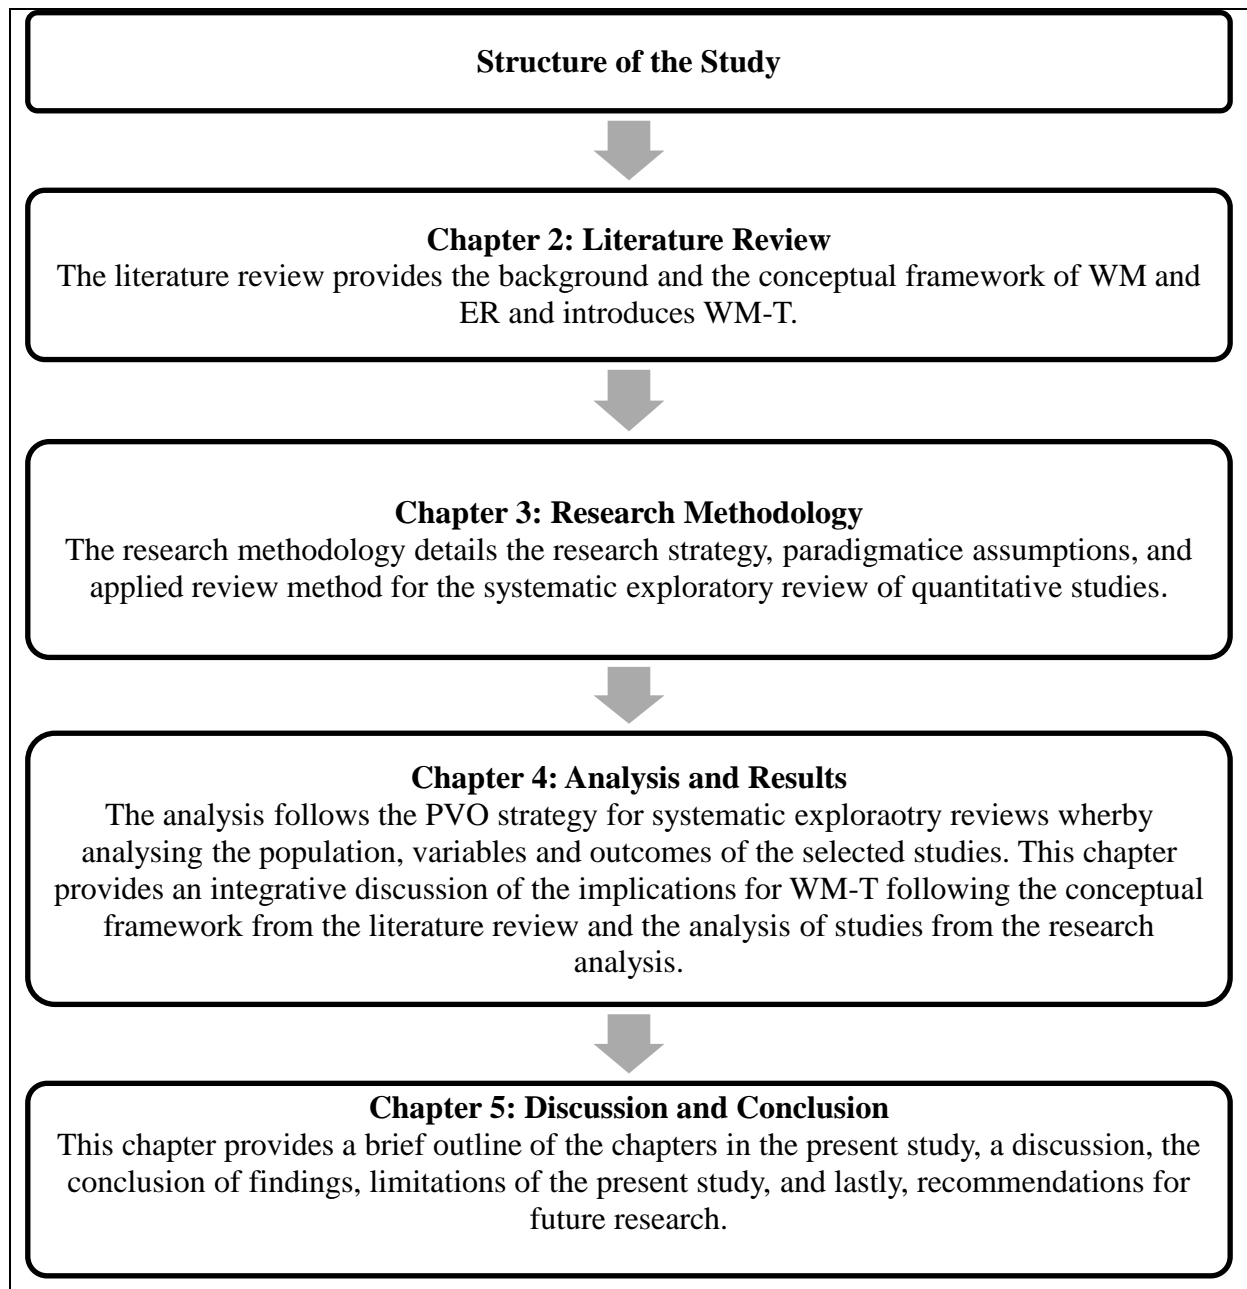 Structure of the Study
Chapter 2: Literature Review
The literature review provides the background and the conceptual framework of WM and
ER and introduces WM-T.
Chapter 3: Research Methodology
The research methodology details the research strategy, paradigmatice assumptions, and
applied review method for the systematic exploratory review of quantitative studies.
Chapter 4: Analysis and Results
The analysis follows the PVO strategy for systematic exploraotry reviews wherby
analysing the population, variables and outcomes of the selected studies. This chapter
provides an integrative discussion of the implications for WM-T following the conceptual
framework from the literature review and the analysis of studies from the research
analysis.
Chapter 5: Discussion and Conclusion
This chapter provides a brief outline of the chapters in the present study, a discussion, the
conclusion of findings, limitations of the present study, and lastly, recommendations for
future research.